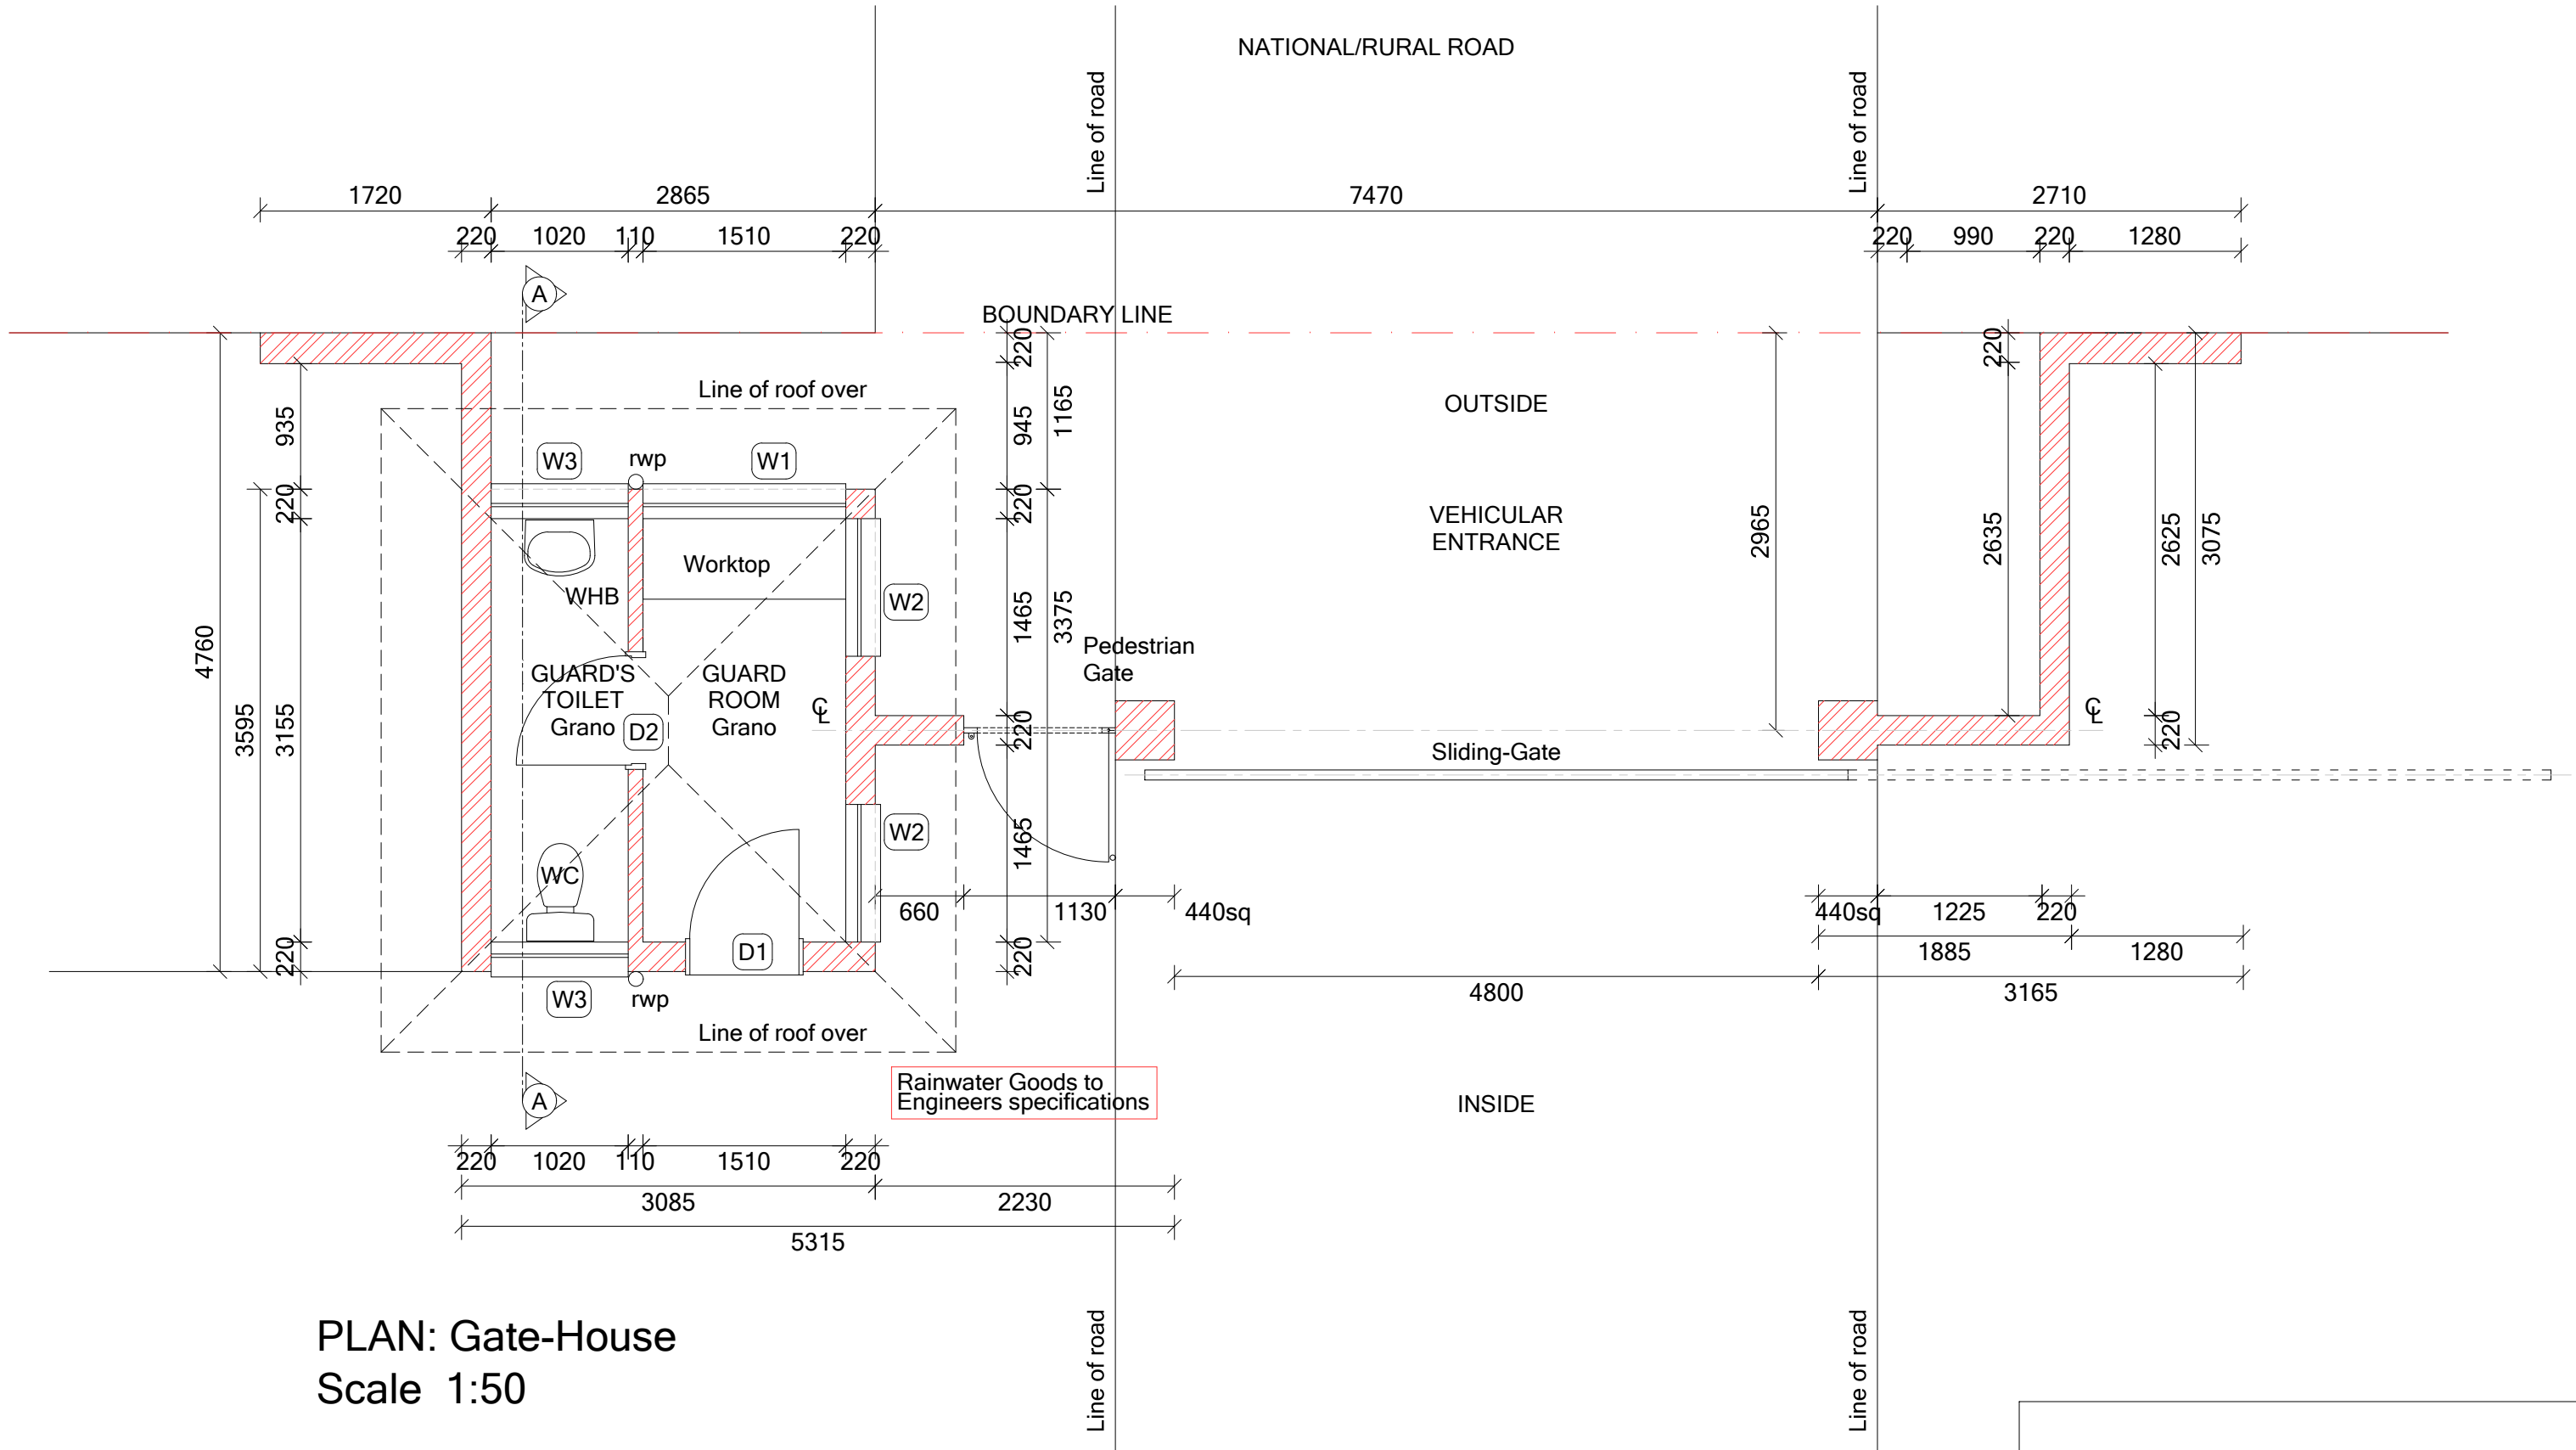 NATIONAL/RURAL ROAD
Line of road
Line of road
1720
2865
7470
2710
220
1020
110
1510
220
220
990
220
1280
A
BOUNDARY LINE
Line of roof over
OUTSIDE
VEHICULAR
ENTRANCE
935
220
4760
3595
3155
220
W3
rwp
W1
Worktop
WHB
W2
GUARD'S
TOILET
Grano
D2
GUARD
ROOM
Grano
℄
WC
D1
W2
W3
rwp
Line of roof over
220
945
1165
220
1465
3375
220
1465
220
Pedestrian
Gate
2965
220
2635
2625
3075
220
℄
Sliding-Gate
660
1130
440sq
440sq
1225
220
1885
1280
4800
3165
Rainwater Goods to
Engineers specifications
INSIDE
A
220
1020
110
1510
220
3085
2230
5315
PLAN: Gate-House
Scale 1:50
Line of road
Line of road